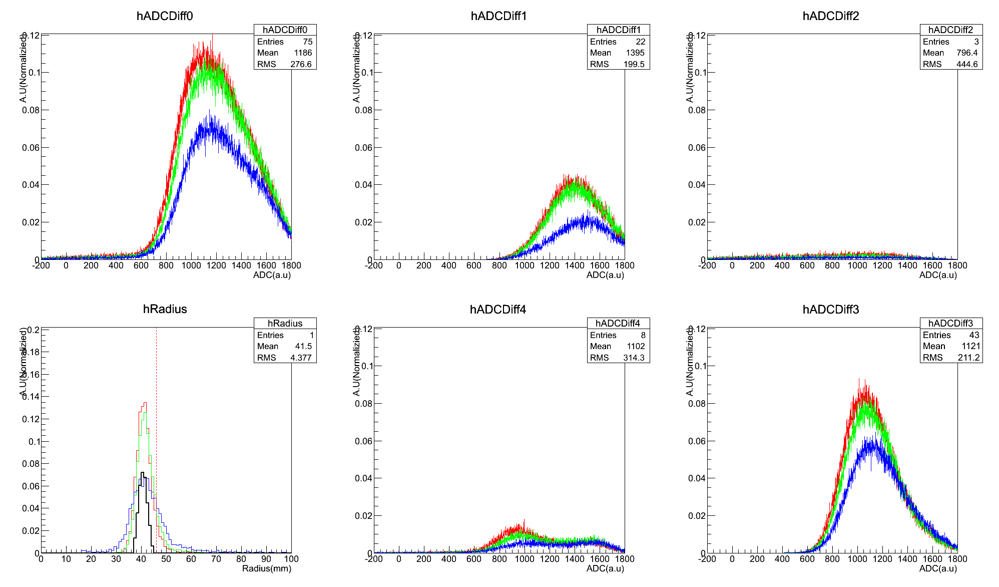 hADCDiff0
hADCDiff0
Entries 75
Mean 1186
RMS 276.6
A.U(Normalizied)
0.12
0.1
0.08
0.06
0.04
0.02
0
-200 0 200 400 600 800 1000 1200 1400 1600 1800
ADC(a.u)
hADCDiff1
hADCDiff1
Entries 22
Mean 1395
RMS 199.5
A.U(Normalizied)
0.12
0.1
0.08
0.06
0.04
0.02
0
-200 0 200 400 600 800 1000 1200 1400 1600 1800
ADC(a.u)
hADCDiff2
hADCDiff2
Entries 3
Mean 796.4
RMS 444.6
A.U(Normalizied)
0.12
0.1
0.08
0.06
0.04
0.02
0
-200 0 200 400 600 800 1000 1200 1400 1600 1800
ADC(a.u)
hRadius
hRadius
Entries 1
Mean 41.5
RMS 4.377
A.U(Normalized)
0.2
0.18
0.16
0.14
0.12
0.1
0.08
0.06
0.04
0.02
0
0 10 20 30 40 50 60 70 80 90 100
Radius(mm)
hADCDiff4
hADCDiff4
Entries 8
Mean 1102
RMS 314.3
A.U(Normalizied)
0.12
0.1
0.08
0.06
0.04
0.02
0
-200 0 200 400 600 800 1000 1200 1400 1600 1800
ADC(a.u)
hADCDiff3
hADCDiff3
Entries 43
Mean 1121
RMS 211.2
A.U(Normalizied)
0.12
0.1
0.08
0.06
0.04
0.02
0
-200 0 200 400 600 800 1000 1200 1400 1600 1800
ADC(a.u)